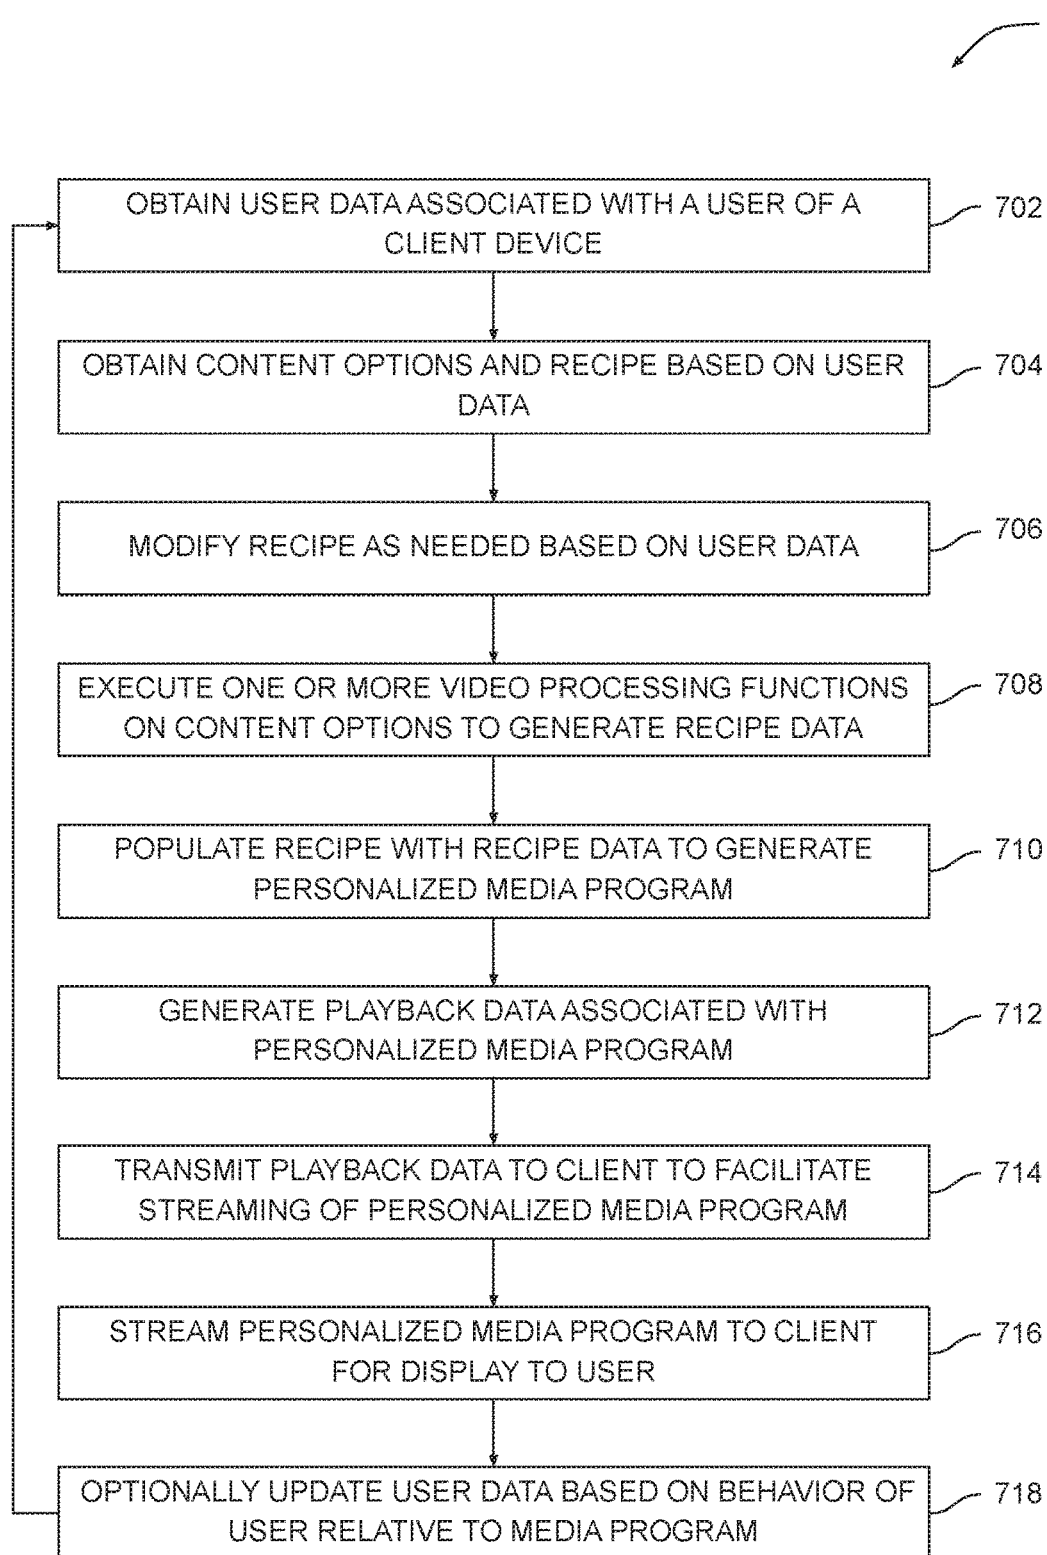 OBTAIN USER DATA ASSOCIATED WITH A USER OF A
CLIENT DEVICE
702
OBTAIN CONTENT OPTIONS AND RECIPE BASED ON USER
DATA
704
MODIFY RECIPE AS NEEDED BASED ON USER DATA
706
EXECUTE ONE OR MORE VIDEO PROCESSING FUNCTIONS
ON CONTENT OPTIONS TO GENERATE RECIPE DATA
708
POPULATE RECIPE WITH RECIPE DATA TO GENERATE
PERSONALIZED MEDIA PROGRAM
710
GENERATE PLAYBACK DATA ASSOCIATED WITH
PERSONALIZED MEDIA PROGRAM
712
TRANSMIT PLAYBACK DATA TO CLIENT TO FACILITATE
STREAMING OF PERSONALIZED MEDIA PROGRAM
714
STREAM PERSONALIZED MEDIA PROGRAM TO CLIENT
FOR DISPLAY TO USER
716
OPTIONALLY UPDATE USER DATA BASED ON BEHAVIOR OF
USER RELATIVE TO MEDIA PROGRAM
718